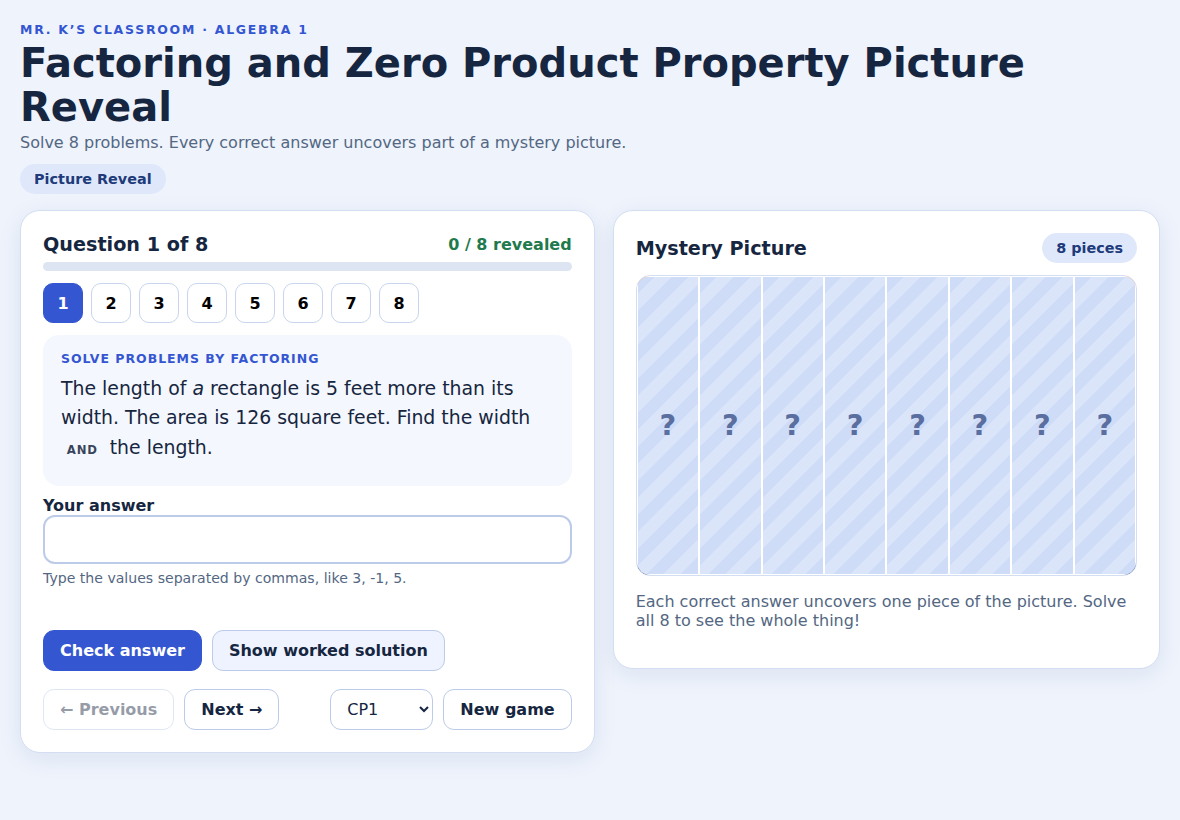 MR. K’S CLASSROOM · ALGEBRA 1
Factoring and Zero Product Property Picture
Reveal
Solve 8 problems. Every correct answer uncovers part of a mystery picture.
Picture Reveal
Question 1 of 8
0 / 8 revealed
1 2 3 4 5 6 7 8
SOLVE PROBLEMS BY FACTORING
The length of a rectangle is 5 feet more than its
width. The area is 126 square feet. Find the width
AND the length.
Your answer
Type the values separated by commas, like 3, -1, 5.
Check answer
Show worked solution
← Previous
Next →
CP1
New game
Mystery Picture
8 pieces
? ? ? ? ? ? ? ?
Each correct answer uncovers one piece of the picture. Solve
all 8 to see the whole thing!